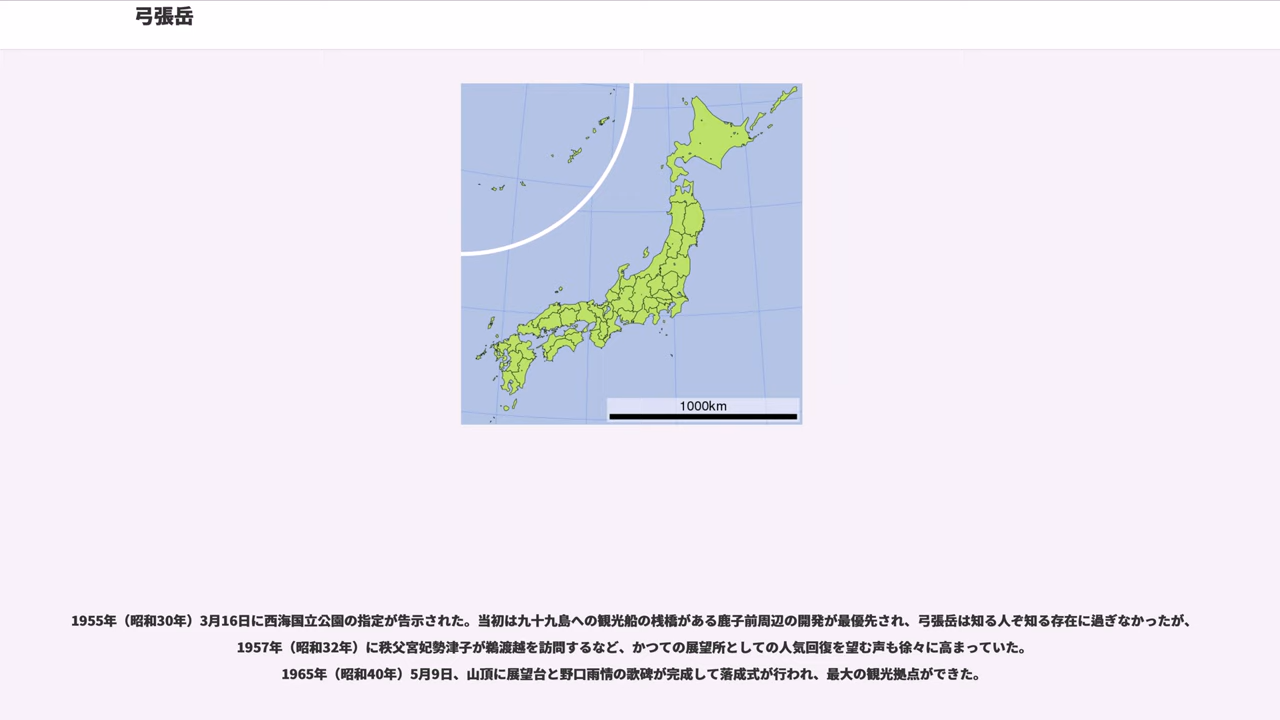 弓張岳
1000km
1955年（昭和30年）3月16日に西海国立公園の指定が告示された。当初は九十九島への観光船の桟橋がある鹿子前周辺の開発が最優先され、弓張岳は知る人ぞ知る存在に過ぎなかったが、
1957年（昭和32年）に秩父宮妃勢津子が鵜渡越を訪問するなど、かつての展望所としての人気回復を望む声も徐々に高まっていた。
1965年（昭和40年）5月9日、山頂に展望台と野口雨情の歌碑が完成して落成式が行われ、最大の観光拠点ができた。